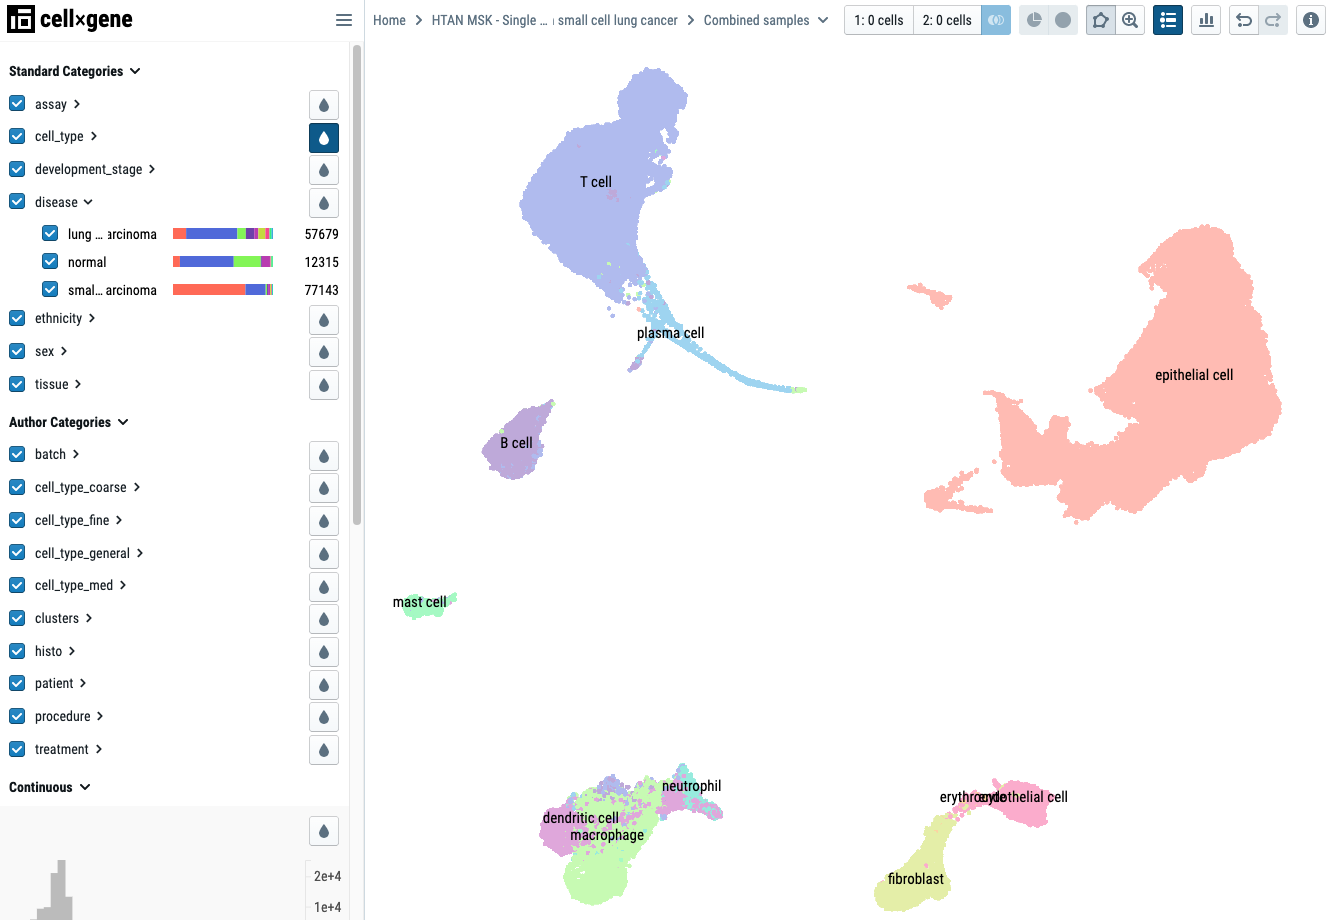 cell×gene
Home > HTAN MSK - Single ... small cell lung cancer > Combined samples
1: 0 cells 2: 0 cells
Standard Categories
assay
cell_type
development_stage
disease
lung ... arcinoma 57679
normal 12315
smal... arcinoma 77143
ethnicity
sex
tissue
Author Categories
batch
cell_type_coarse
cell_type_fine
cell_type_general
cell_type_med
clusters
histo
patient
procedure
treatment
Continuous
2e+4
1e+4
T cell
plasma cell
epithelial cell
B cell
mast cell
neutrophil
dendritic cell
macrophage
endothelial cell
fibroblast